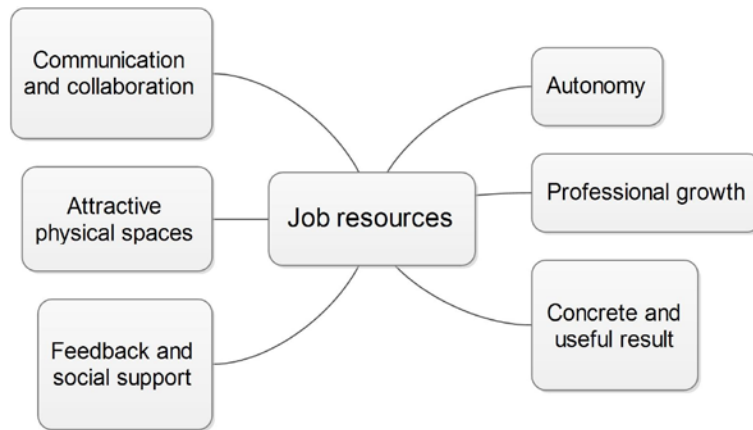 Communication
and collaboration
Autonomy
Attractive
physical spaces
Job resources
Professional growth
Feedback and
social support
Concrete and
useful result